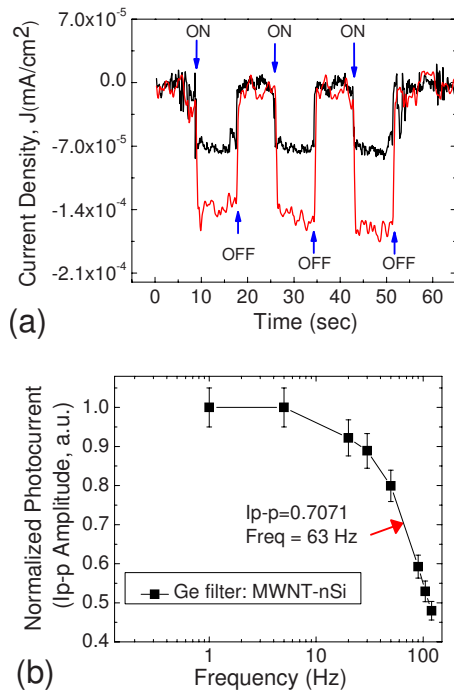 7.0x10⁻⁵
ON ON ON
0.0
-7.0x10⁻⁵
-1.4x10⁻⁴
-2.1x10⁻⁴
OFF OFF OFF
Current Density, J(mA/cm²)
0 10 20 30 40 50 60
Time (sec)
(a)
1.0
0.9
0.8
0.7
0.6
0.5
0.4
Normalized Photocurrent
(Ip-p Amplitude, a.u.)
Ip-p=0.7071
Freq = 63 Hz
Ge filter: MWNT-nSi
1 10 100
Frequency (Hz)
(b)